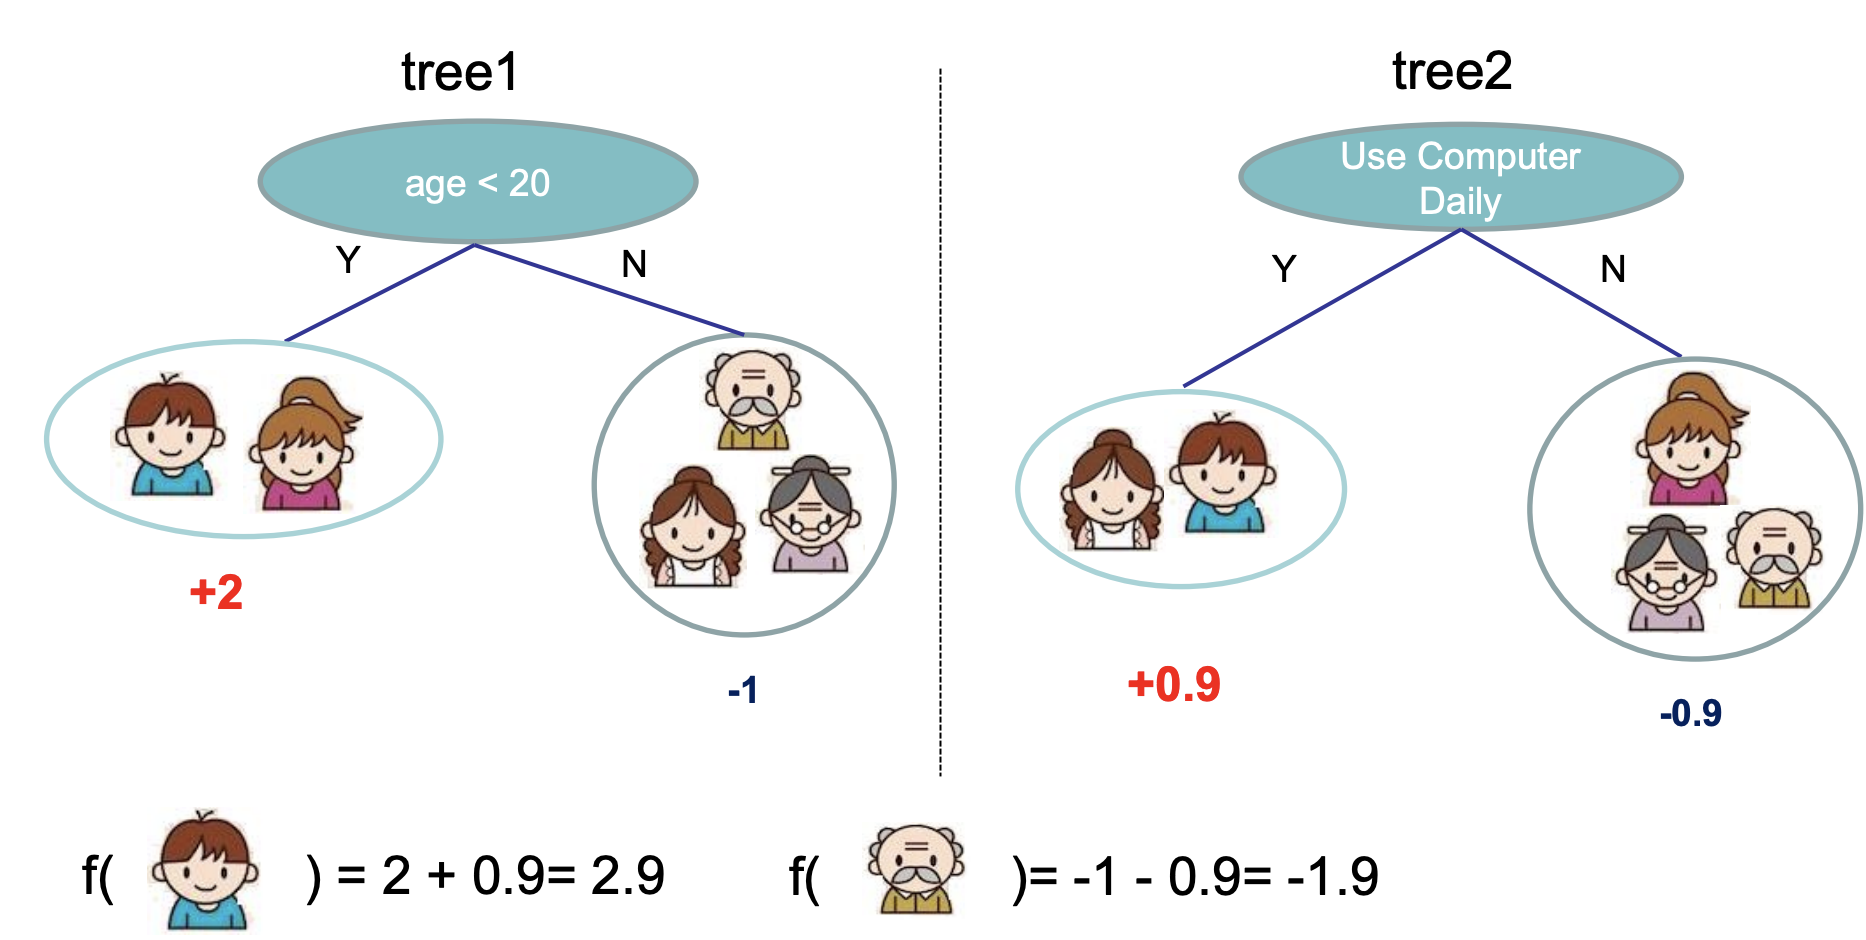 tree1
age < 20
Y
N
+2
-1
tree2
Use Computer
Daily
Y
N
+0.9
-0.9
f( ) = 2 + 0.9= 2.9
f( )= -1 - 0.9= -1.9